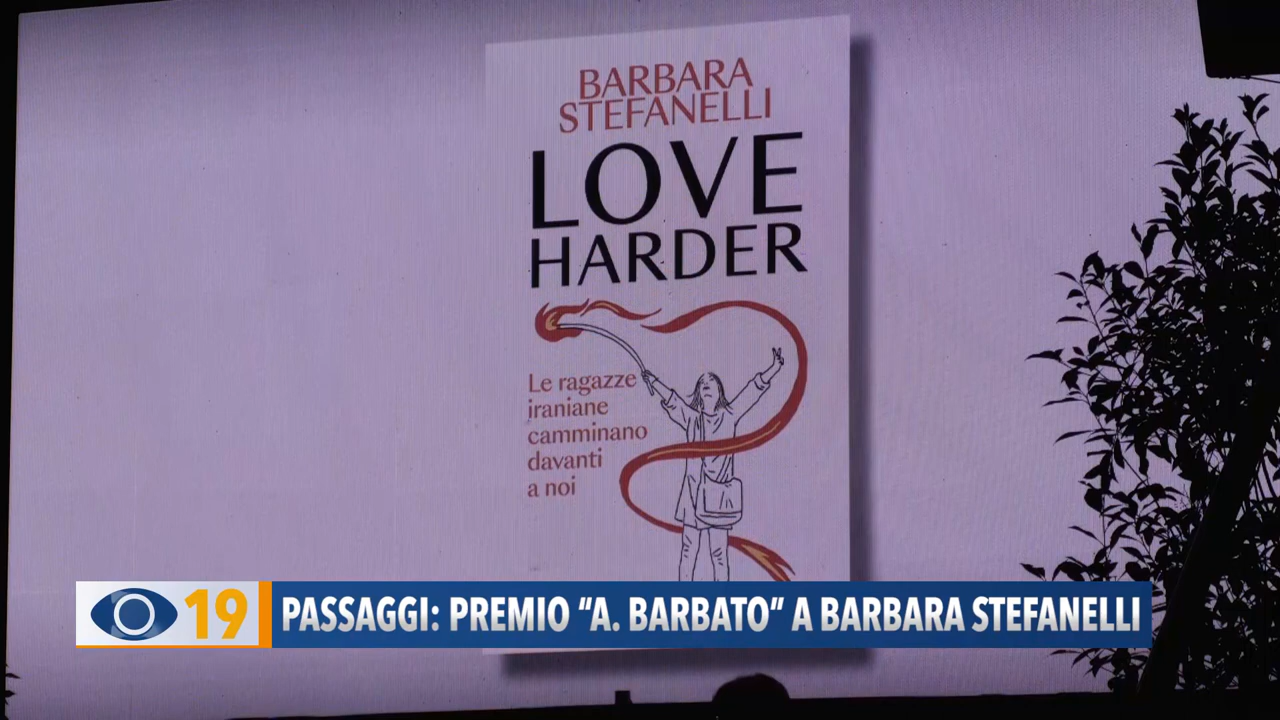 BARBARA
STEFANELLI
LOVE
HARDER
Le ragazze
iraniane
camminano
davanti
a noi
19
PASSAGGI: PREMIO “A. BARBATO” A BARBARA STEFANELLI